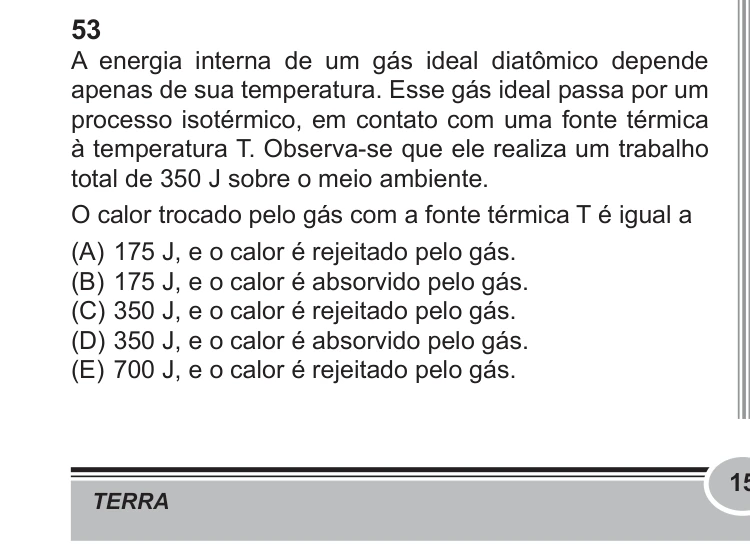 53
A energia interna de um gás ideal diatômico depende
apenas de sua temperatura. Esse gás ideal passa por um
processo isotérmico, em contato com uma fonte térmica
à temperatura T. Observa-se que ele realiza um trabalho
total de 350 J sobre o meio ambiente.
O calor trocado pelo gás com a fonte térmica T é igual a
(A) 175 J, e o calor é rejeitado pelo gás.
(B) 175 J, e o calor é absorvido pelo gás.
(C) 350 J, e o calor é rejeitado pelo gás.
(D) 350 J, e o calor é absorvido pelo gás.
(E) 700 J, e o calor é rejeitado pelo gás.
15
TERRA